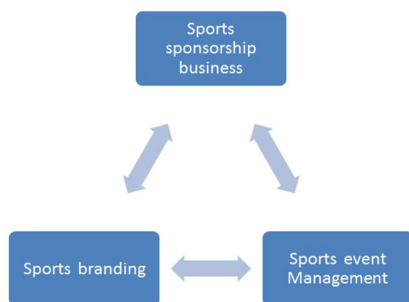 Sports
sponsorship
business
Sports branding
Sports event
Management